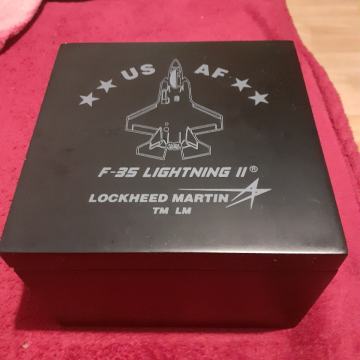 US AF
F-35 LIGHTNING II®
LOCKHEED MARTIN
TM LM